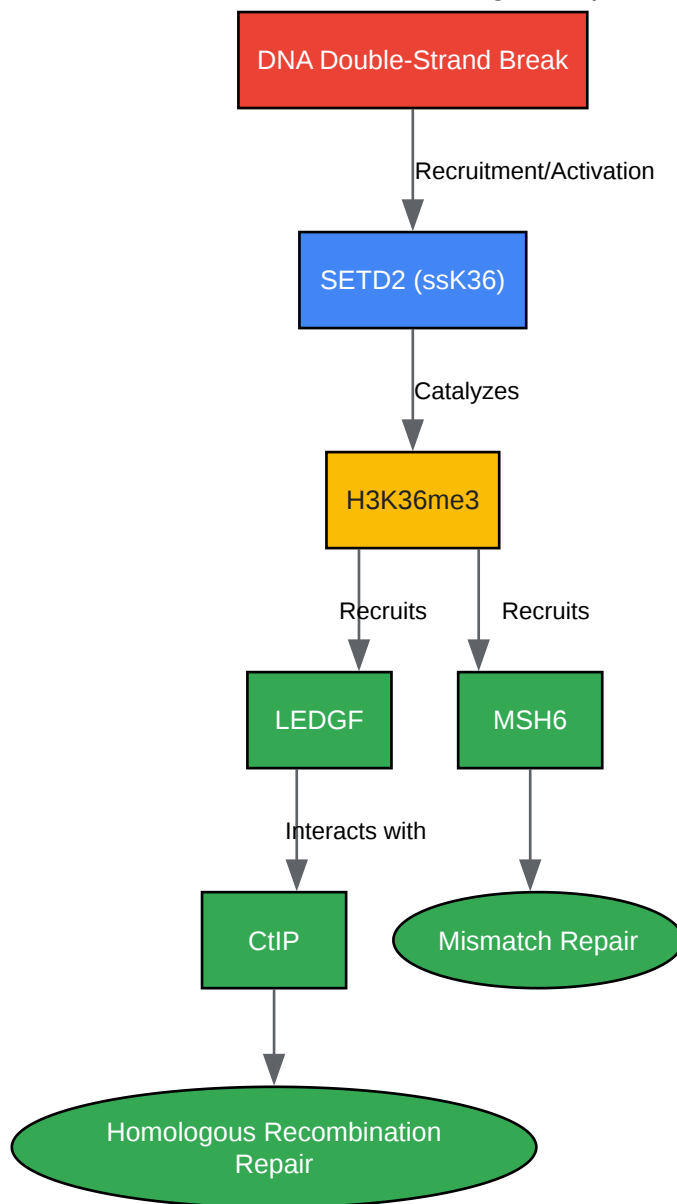 DNA Double-Strand Break
Recruitment/Activation
SETD2 (ssK36)
Catalyzes
H3K36me3
Recruits
Recruits
LEDGF
MSH6
Interacts with
CtIP
Mismatch Repair
Homologous Recombination
Repair